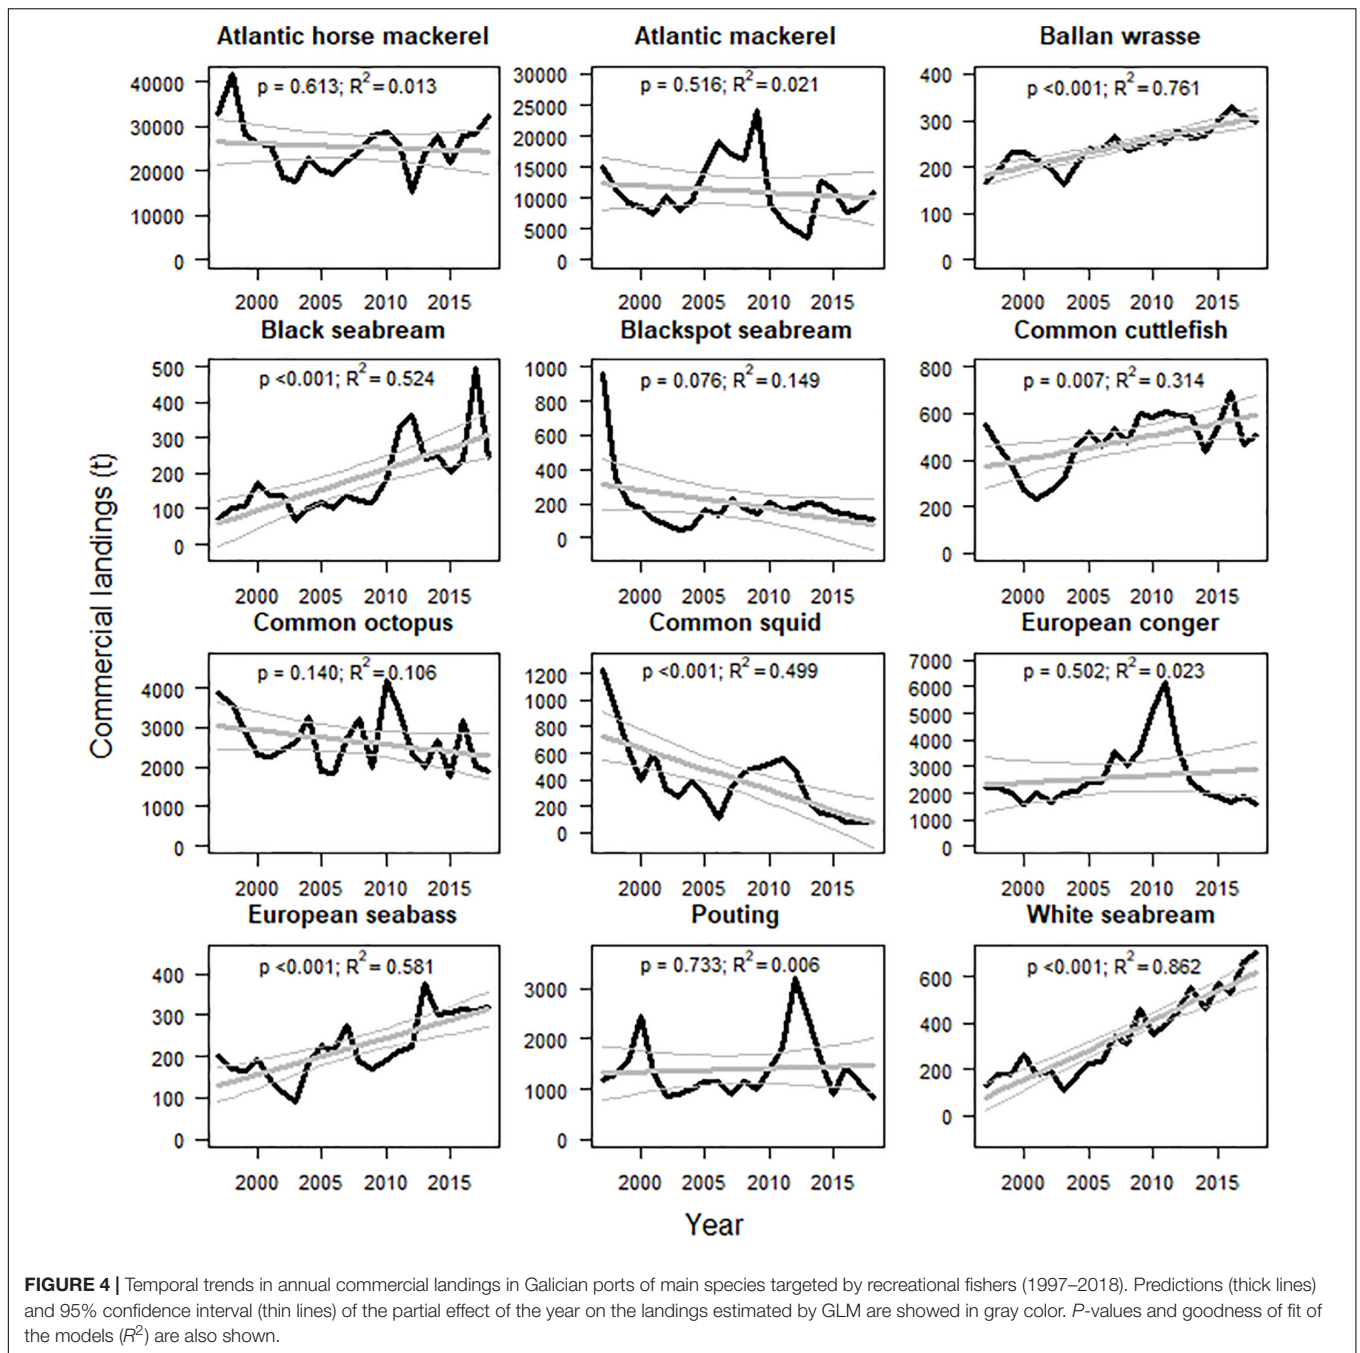 Atlantic horse mackerel
Atlantic mackerel
Ballan wrasse
p = 0.613; R2 = 0.013
p = 0.516; R2 = 0.021
p <0.001; R2 = 0.761
40000
30000
20000
10000
0
30000
25000
20000
15000
10000
5000
0
400
300
200
100
0
2000 2005 2010 2015
2000 2005 2010 2015
2000 2005 2010 2015
Black seabream
Blackspot seabream
Common cuttlefish
p <0.001; R2 = 0.524
p = 0.076; R2 = 0.149
p = 0.007; R2 = 0.314
500
400
300
200
100
0
1000
800
600
400
200
0
800
600
400
200
0
2000 2005 2010 2015
2000 2005 2010 2015
2000 2005 2010 2015
Commercial landings (t)
Common octopus
Common squid
European conger
p = 0.140; R2 = 0.106
p <0.001; R2 = 0.499
p = 0.502; R2 = 0.023
4000
3000
2000
1000
0
1200
1000
800
600
400
200
0
7000
6000
5000
4000
3000
2000
1000
0
2000 2005 2010 2015
2000 2005 2010 2015
2000 2005 2010 2015
European seabass
Pouting
White seabream
p <0.001; R2 = 0.581
p = 0.733; R2 = 0.006
p <0.001; R2 = 0.862
400
300
200
100
0
3000
2000
1000
0
600
400
200
0
2000 2005 2010 2015
2000 2005 2010 2015
2000 2005 2010 2015
Year
FIGURE 4 | Temporal trends in annual commercial landings in Galician ports of main species targeted by recreational fishers (1997–2018). Predictions (thick lines)
and 95% confidence interval (thin lines) of the partial effect of the year on the landings estimated by GLM are showed in gray color. P-values and goodness of fit of
the models (R2) are also shown.